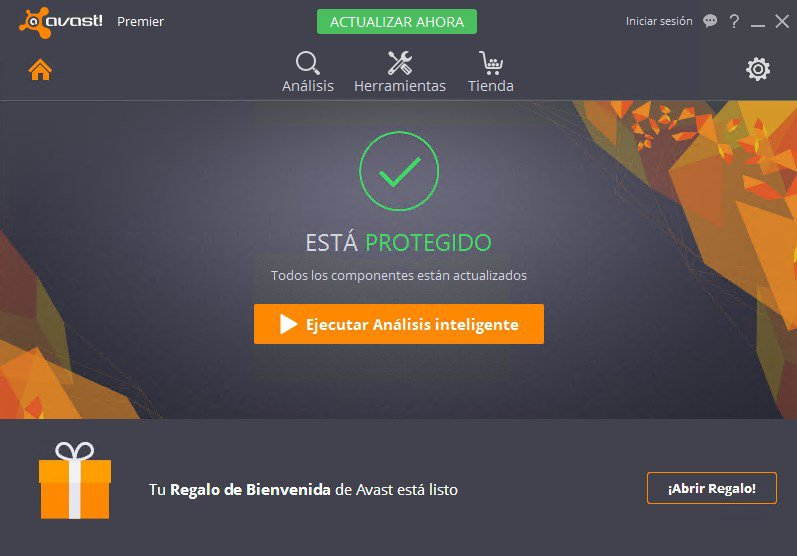 avast! Premier
ACTUALIZAR AHORA
Iniciar sesión
?
Análisis
Herramientas
Tienda
ESTÁ PROTEGIDO
Todos los componentes están actualizados
Ejecutar Análisis inteligente
Tu Regalo de Bienvenida de Avast está listo
¡Abrir Regalo!